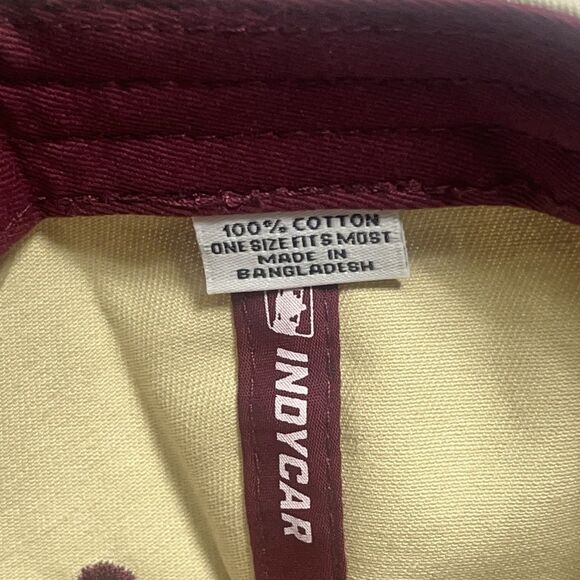 100% COTTON
ONE SIZE FITS MOST
MADE IN
BANGLADESH
INDYCAR